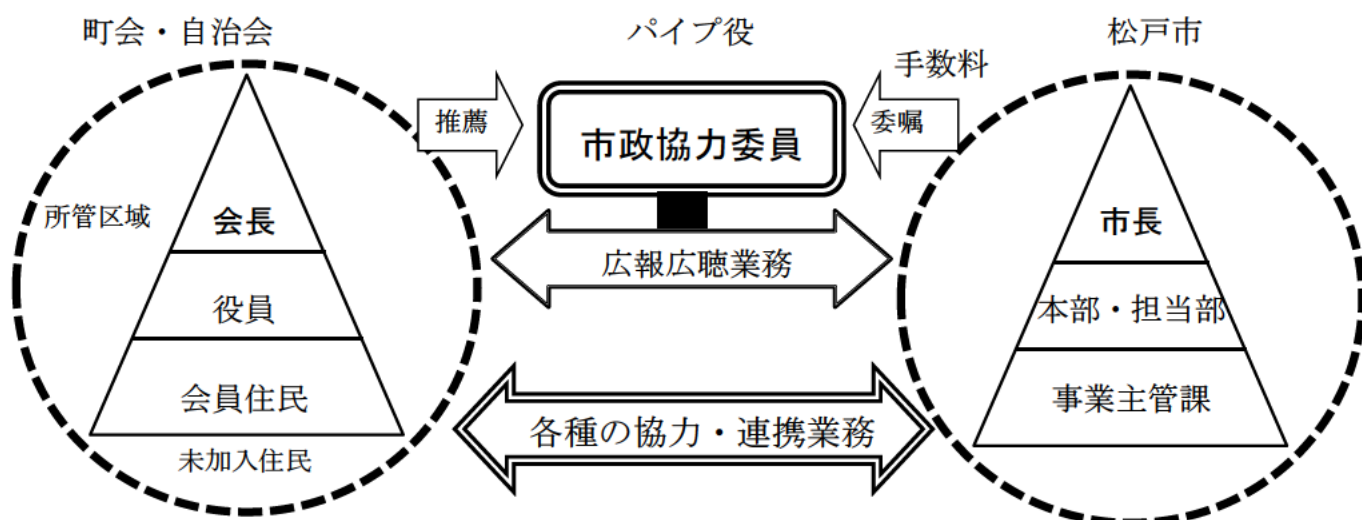 町会・自治会
パイプ役
松戸市
手数料
推薦
市政協力委員
委嘱
所管区域
会長
市長
広報広聴業務
役員
本部・担当部
会員住民
事業主管課
各種の協力・連携業務
未加入住民